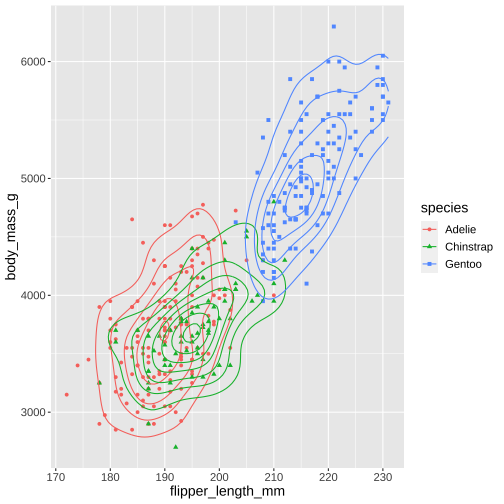 body_mass_g
6000
5000
4000
3000
170
180
190
200
210
220
230
flipper_length_mm
species
Adelie
Chinstrap
Gentoo